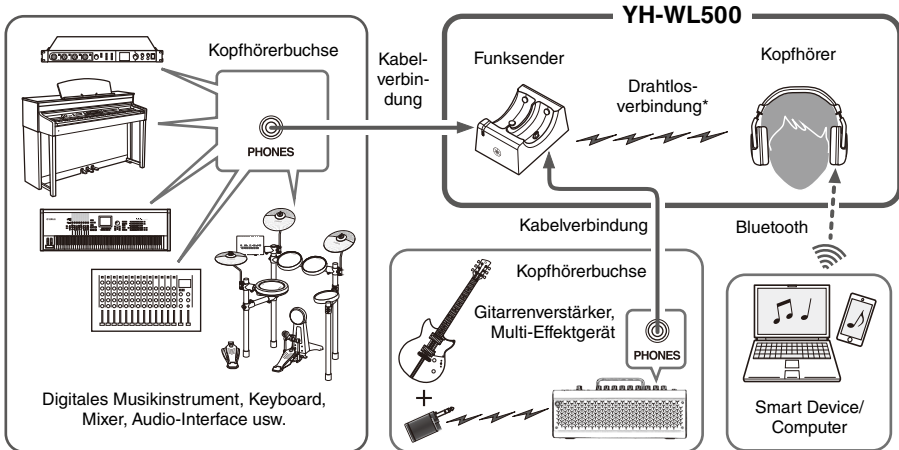 YH-WL500
Kopfhörerbuchse
PHONES
Digitales Musikinstrument, Keyboard,
Mixer, Audio-Interface usw.
Kabel-
verbin-
dung
Funksender
Drahtlos-
verbindung*
Kopfhörer
Kabelverbindung
Bluetooth
Kopfhörerbuchse
Gitarrenverstärker,
Multi-Effektgerät
PHONES
+
Smart Device/
Computer